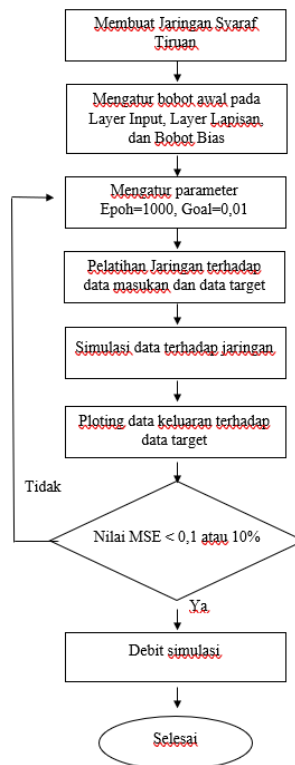 Membuat Jaringan Syaraf
Tiruan
Mengatur bobot awal pada
Layer Input, Layer Lapisan
dan Bobot Bias
Mengatur parameter
Epoh=1000, Goal=0,01
Pelatihan Jaringan terhadap
data masukan dan data target
Simulasi data terhadap jaringan
Ploting data keluaran terhadap
data target
Tidak
Nilai MSE < 0,1 atau 10%
Ya
Debit simulasi
Selesai